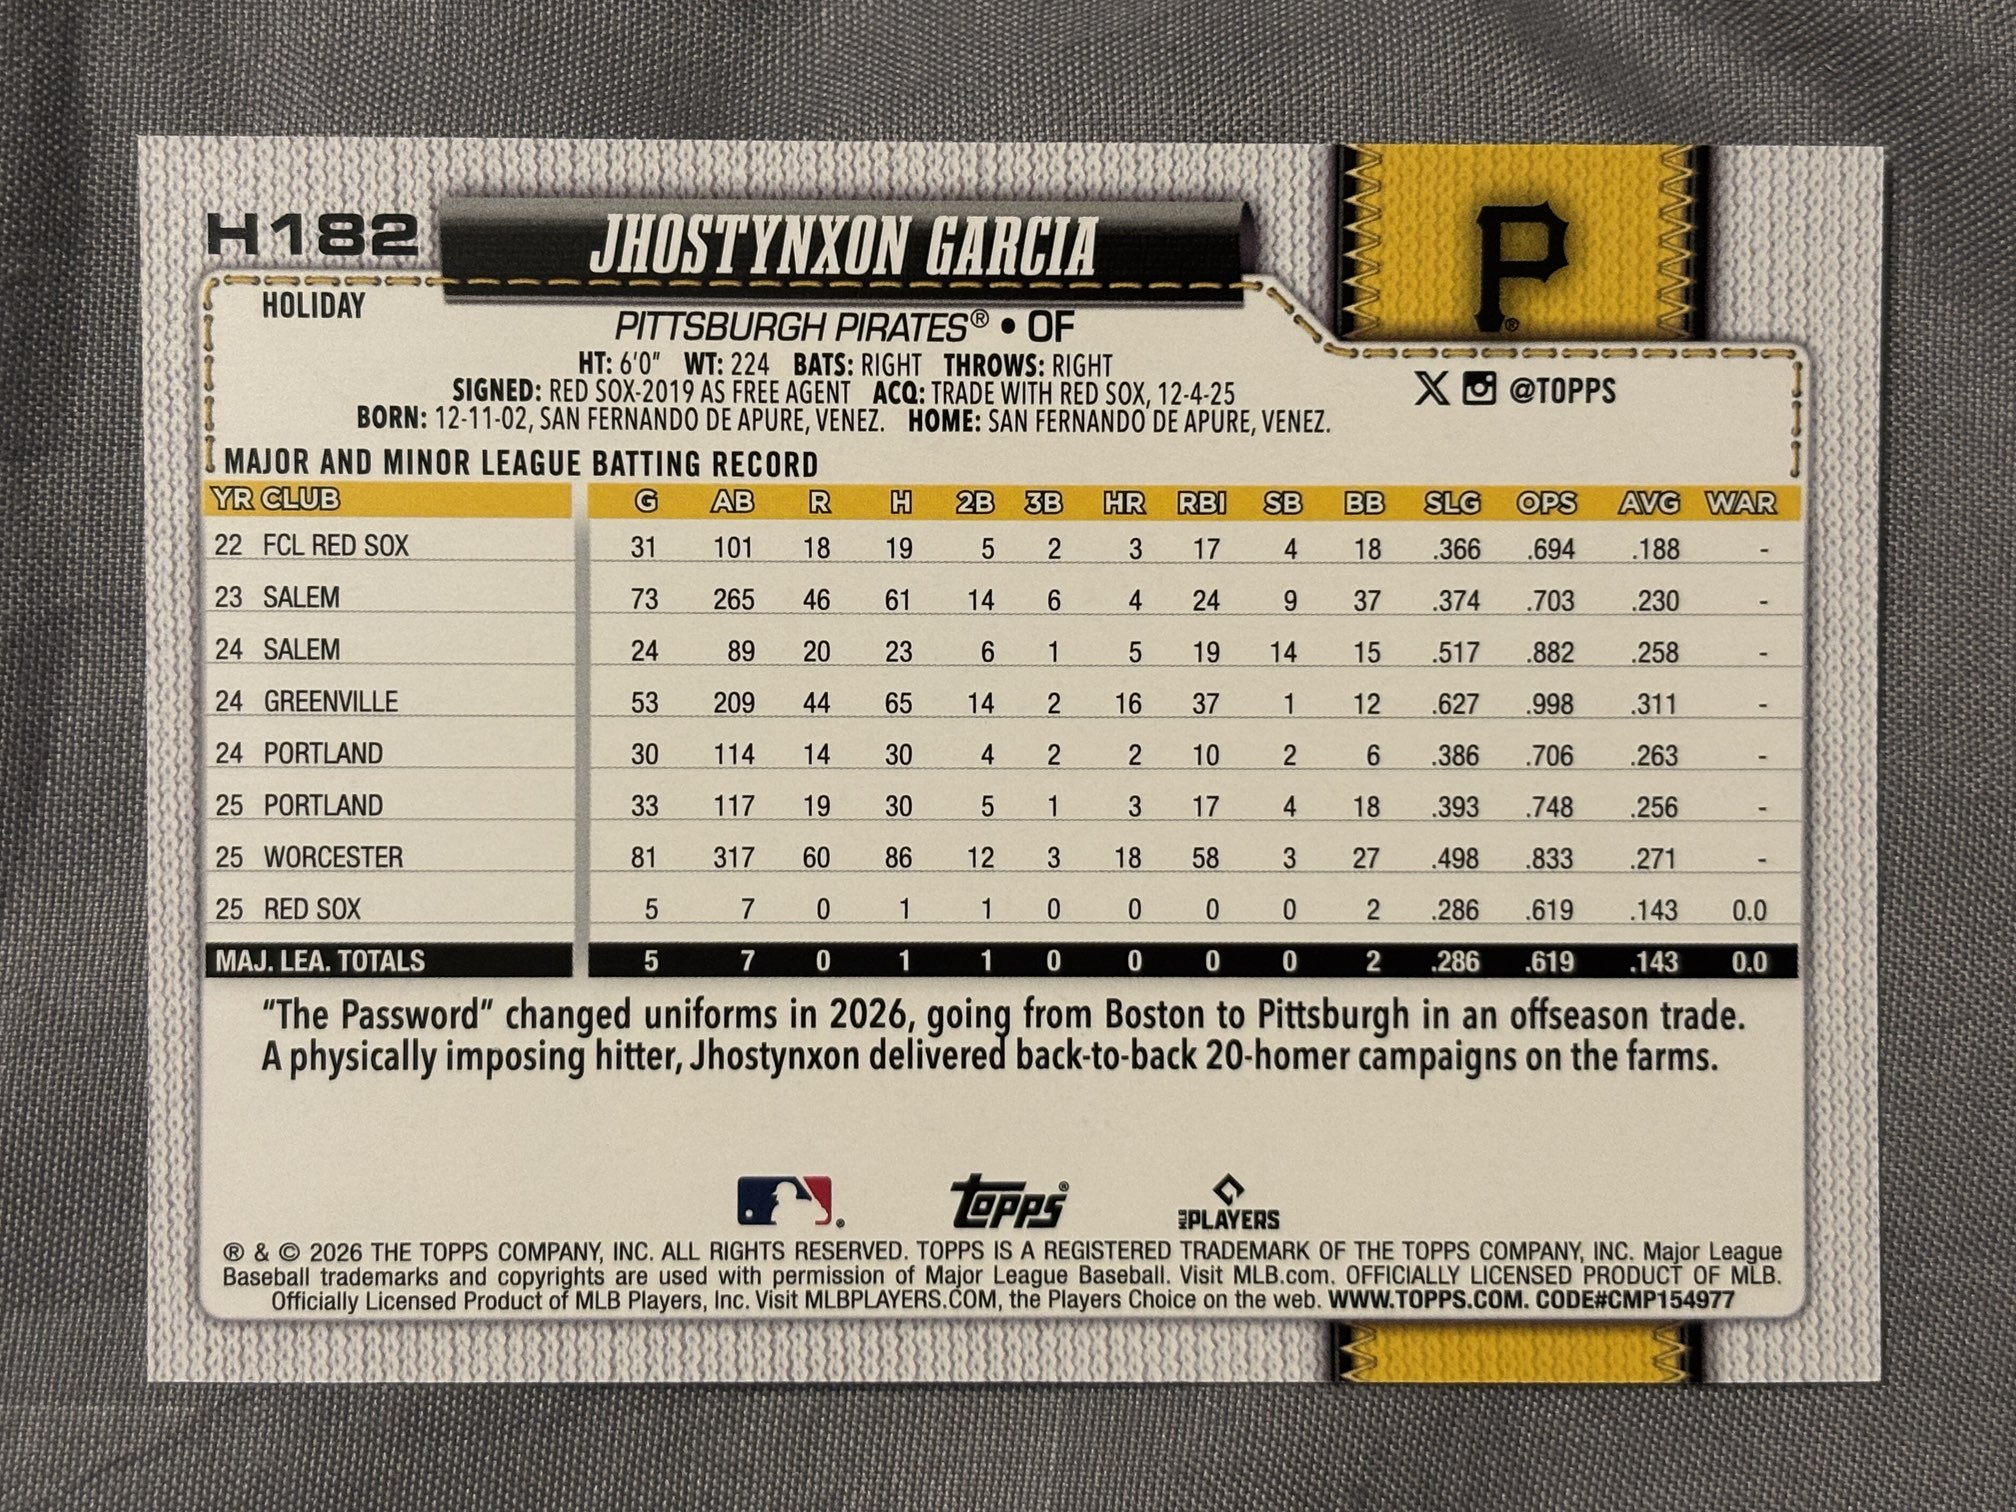 H182
JHOSTYNXON GARCIA
P®
HOLIDAY
PITTSBURGH PIRATES® • OF
HT: 6'0" WT: 224 BATS: RIGHT THROWS: RIGHT
SIGNED: RED SOX-2019 AS FREE AGENT ACQ: TRADE WITH RED SOX, 12-4-25
BORN: 12-11-02, SAN FERNANDO DE APURE, VENEZ. HOME: SAN FERNANDO DE APURE, VENEZ.
X @TOPPS
MAJOR AND MINOR LEAGUE BATTING RECORD
YR CLUB G AB R H 2B 3B HR RBI SB BB SLG OPS AVG WAR
22 FCL RED SOX 31 101 18 19 5 2 3 17 4 18 .366 .694 .188 -
23 SALEM 73 265 46 61 14 6 4 24 9 37 .374 .703 .230 -
24 SALEM 24 89 20 23 6 1 5 19 14 15 .517 .882 .258 -
24 GREENVILLE 53 209 44 65 14 2 16 37 1 12 .627 .998 .311 -
24 PORTLAND 30 114 14 30 4 2 2 10 2 6 .386 .706 .263 -
25 PORTLAND 33 117 19 30 5 1 3 17 4 18 .393 .748 .256 -
25 WORCESTER 81 317 60 86 12 3 18 58 3 27 .498 .833 .271 -
25 RED SOX 5 7 0 1 1 0 0 0 0 2 .286 .619 .143 0.0
MAJ. LEA. TOTALS 5 7 0 1 1 0 0 0 0 2 .286 .619 .143 0.0
"The Password" changed uniforms in 2026, going from Boston to Pittsburgh in an offseason trade.
A physically imposing hitter, Jhostynxon delivered back-to-back 20-homer campaigns on the farms.
topps®
MLB PLAYERS
® & © 2026 THE TOPPS COMPANY, INC. ALL RIGHTS RESERVED. TOPPS IS A REGISTERED TRADEMARK OF THE TOPPS COMPANY, INC. Major League
Baseball trademarks and copyrights are used with permission of Major League Baseball. Visit MLB.com. OFFICIALLY LICENSED PRODUCT OF MLB.
Officially Licensed Product of MLB Players, Inc. Visit MLBPLAYERS.COM, the Players Choice on the web. WWW.TOPPS.COM. CODE#CMP154977